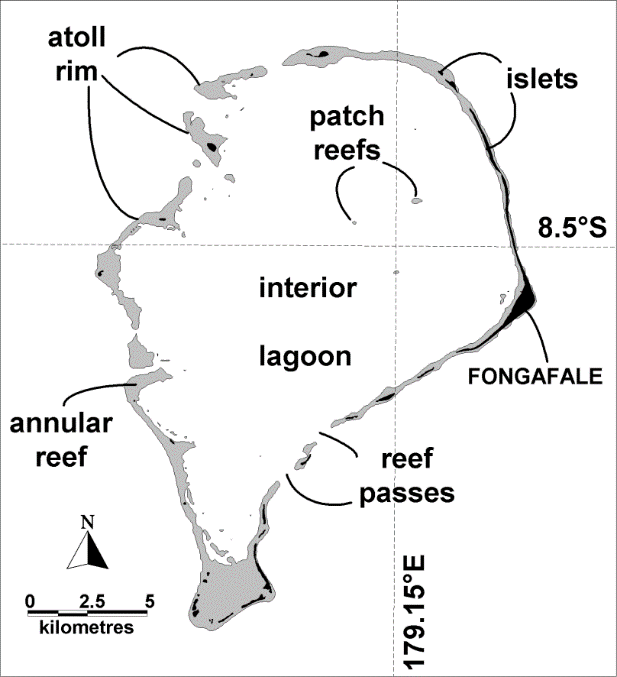 atoll
rim
islets
patch
reefs
8.5°S
interior
lagoon
FONGAFALE
annular
reef
reef
passes
N
0 2.5 5
kilometres
179.15°E